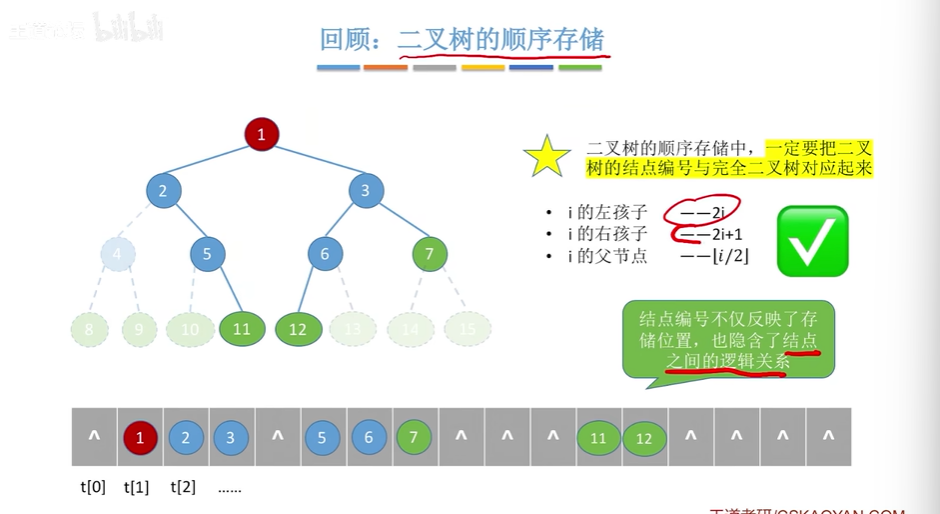 bilibili
回顾：二叉树的顺序存储
1
2
3
4
5
6
7
8
9
10
11
12
13
14
15
二叉树的顺序存储中，一定要把二叉
树的结点编号与完全二叉树对应起来
• i 的左孩子 ——2i
• i 的右孩子 ——2i+1
• i 的父节点 ——⌊i/2⌋
结点编号不仅反映了存
储位置，也隐含了结点
之间的逻辑关系
^ 1 2 3 ^ 5 6 7 ^ ^ ^ 11 12 ^ ^ ^ ^
t[0] t[1] t[2] ……
王道考研/CSKAOYAN.COM